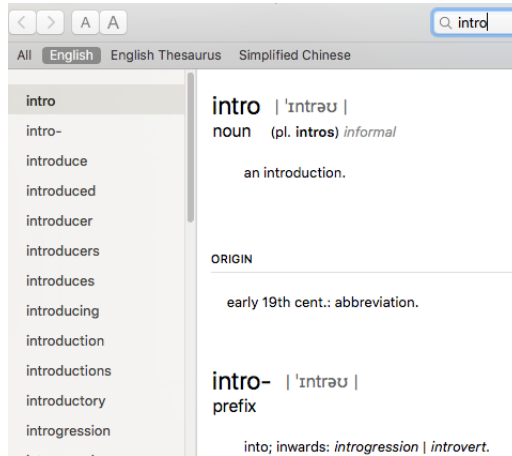 A A
intro
All English English Thesaurus Simplified Chinese
intro
intro-
introduce
introduced
introducer
introducers
introduces
introducing
introduction
introductions
introductory
introgression
intro | ˈɪntrəʊ |
noun (pl. intros) informal
an introduction.
ORIGIN
early 19th cent.: abbreviation.
intro- | ˈɪntrəʊ |
prefix
into; inwards: introgression | introvert.